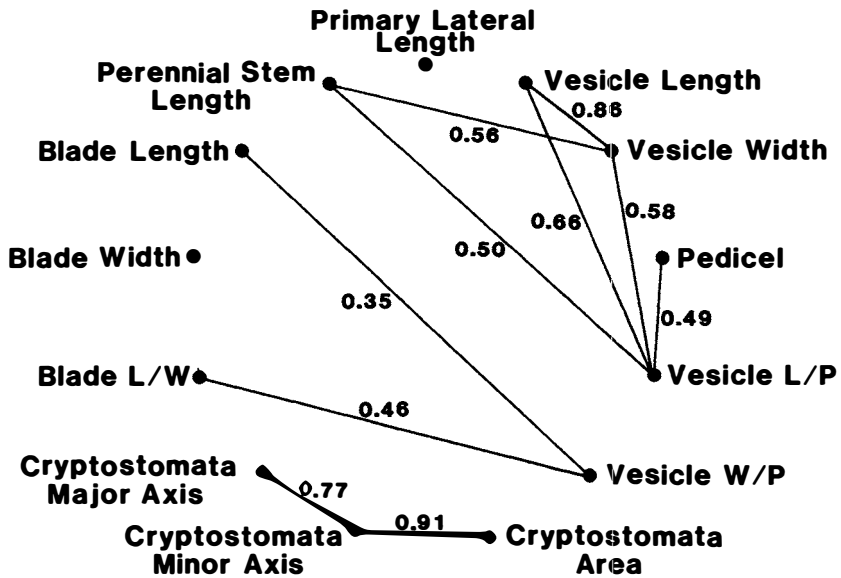 Primary Lateral
Length
Perennial Stem
Length
Vesicle Length
0.86
0.56
Blade Length
Vesicle Width
0.66
0.58
0.50
Blade Width
Pedicel
0.35
0.49
Blade L/W
Vesicle L/P
0.46
Cryptostomata
Major Axis
0.77
Vesicle W/P
0.91
Cryptostomata
Minor Axis
Cryptostomata
Area